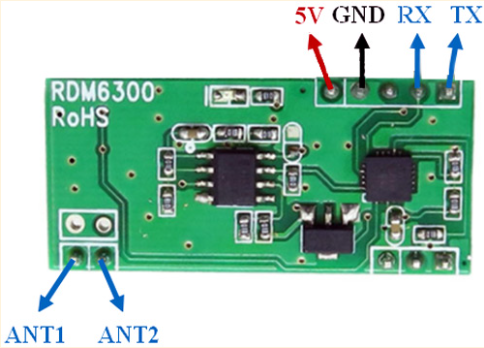 5V GND RX TX
RDM6300
RoHS
ANT1 ANT2